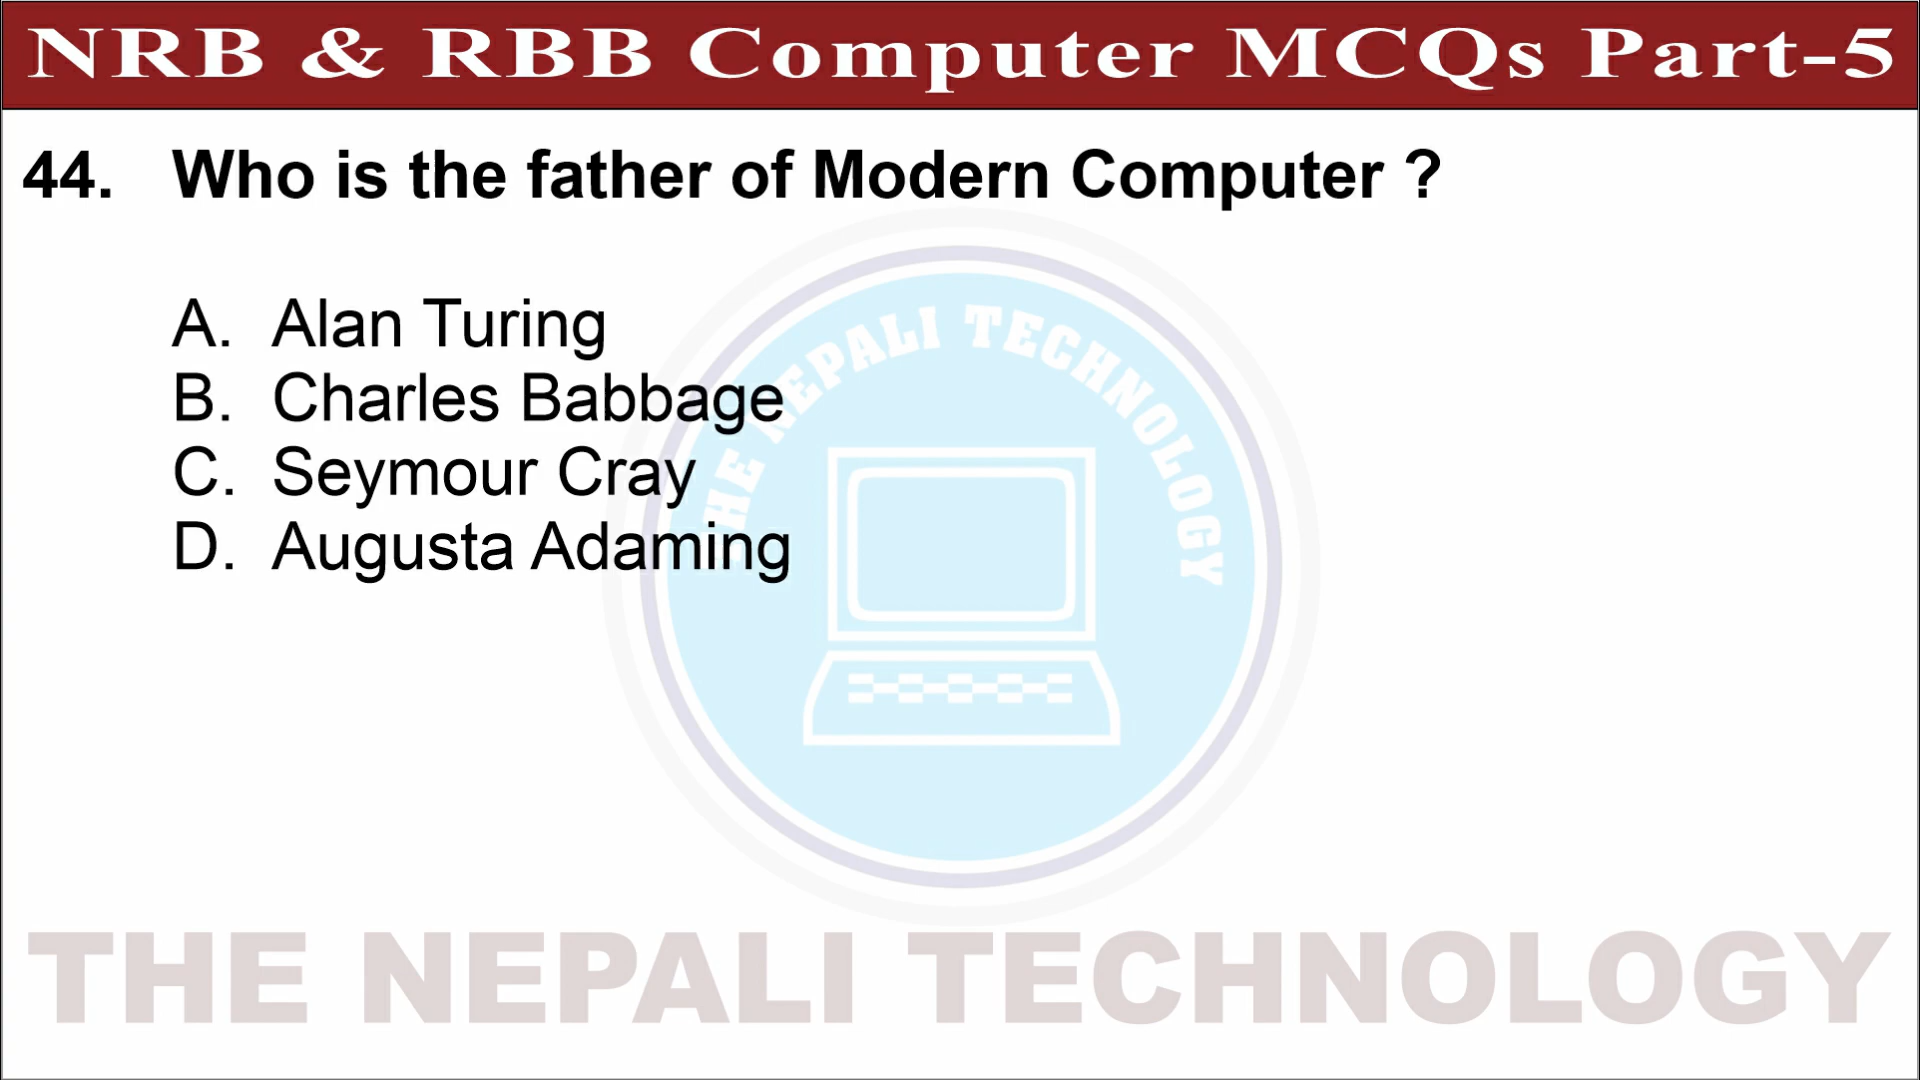 NRB & RBB Computer MCQs Part-5
44. Who is the father of Modern Computer ?
A. Alan Turing
B. Charles Babbage
C. Seymour Cray
D. Augusta Adaming
THE NEPALI TECHNOLOGY
THE NEPALI TECHNOLOGY